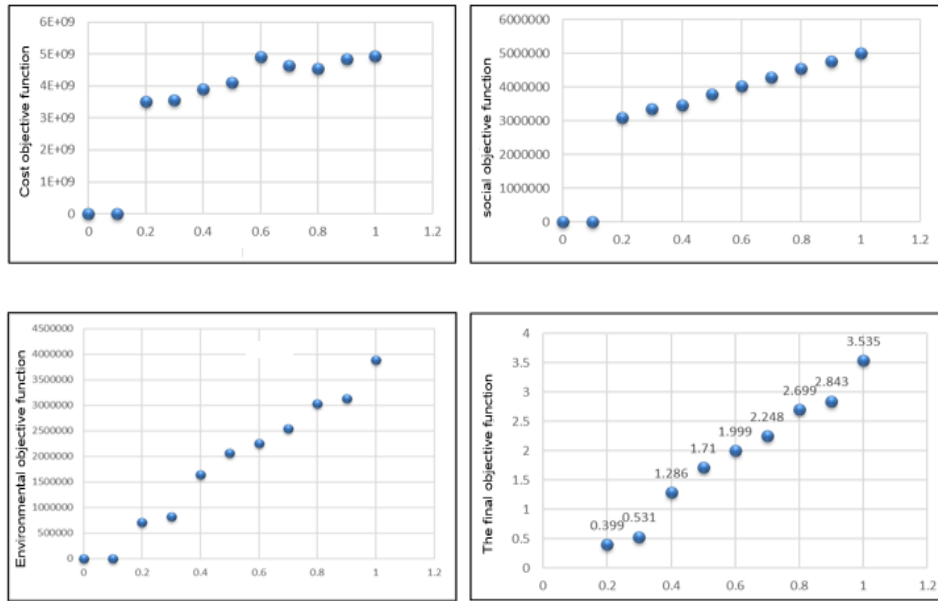 Cost objective function
6E+09
5E+09
4E+09
3E+09
2E+09
1E+09
0
0 0.2 0.4 0.6 0.8 1 1.2
social objective function
6000000
5000000
4000000
3000000
2000000
1000000
0
0 0.2 0.4 0.6 0.8 1 1.2
Environmental objective function
4500000
4000000
3500000
3000000
2500000
2000000
1500000
1000000
500000
0
0 0.2 0.4 0.6 0.8 1 1.2
The final objective function
4
3.5
3
2.5
2
1.5
1
0.5
0
0.399
0.531
1.286
1.71
1.999
2.248
2.699
2.843
3.535
0 0.2 0.4 0.6 0.8 1 1.2